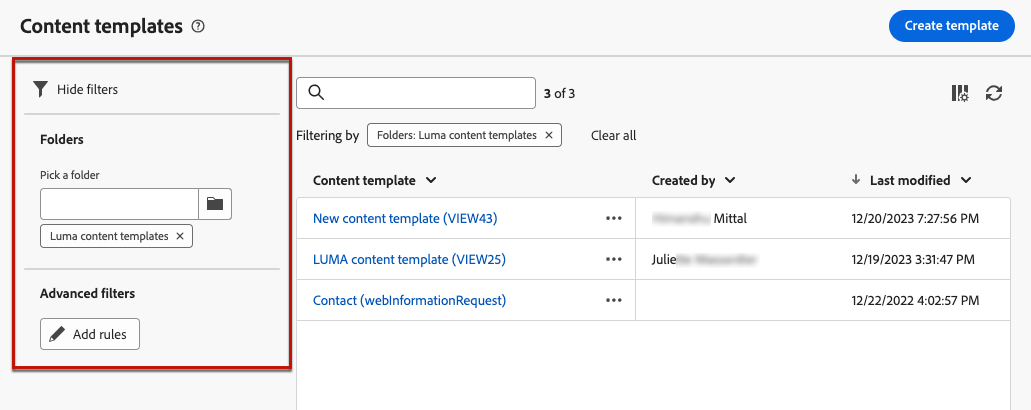 Content templates
Create template
Hide filters
Folders
Pick a folder
Luma content templates
Advanced filters
Add rules
3 of 3
Filtering by Folders: Luma content templates Clear all
Content template Created by Last modified
New content template (VIEW43) Mittal 12/20/2023 7:27:56 PM
LUMA content template (VIEW25) Julie 12/19/2023 3:31:47 PM
Contact (webInformationRequest) 12/22/2022 4:02:57 PM